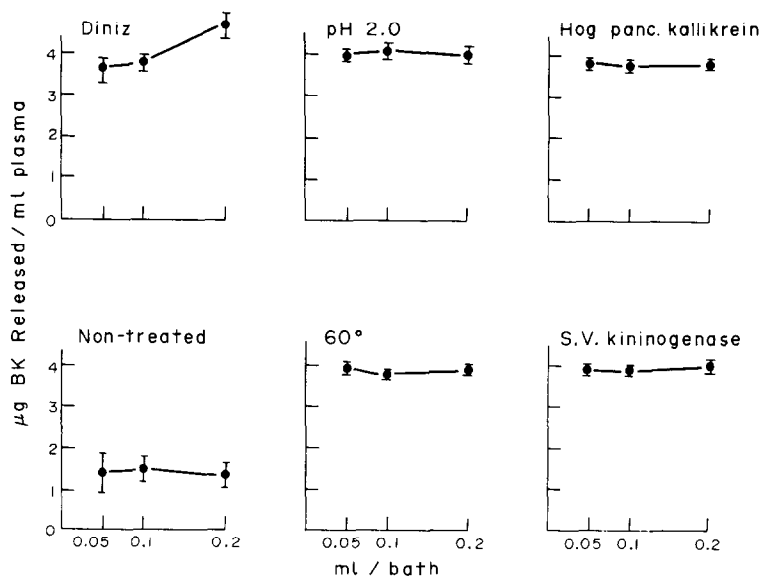 Diniz
pH 2.0
Hog panc. kallikrein
4
3
2
1
0
μg BK Released / ml plasma
Non-treated
60°
S.V. kininogenase
4
3
2
1
0
0.05 0.1 0.2
0.05 0.1 0.2
0.05 0.1 0.2
ml / bath